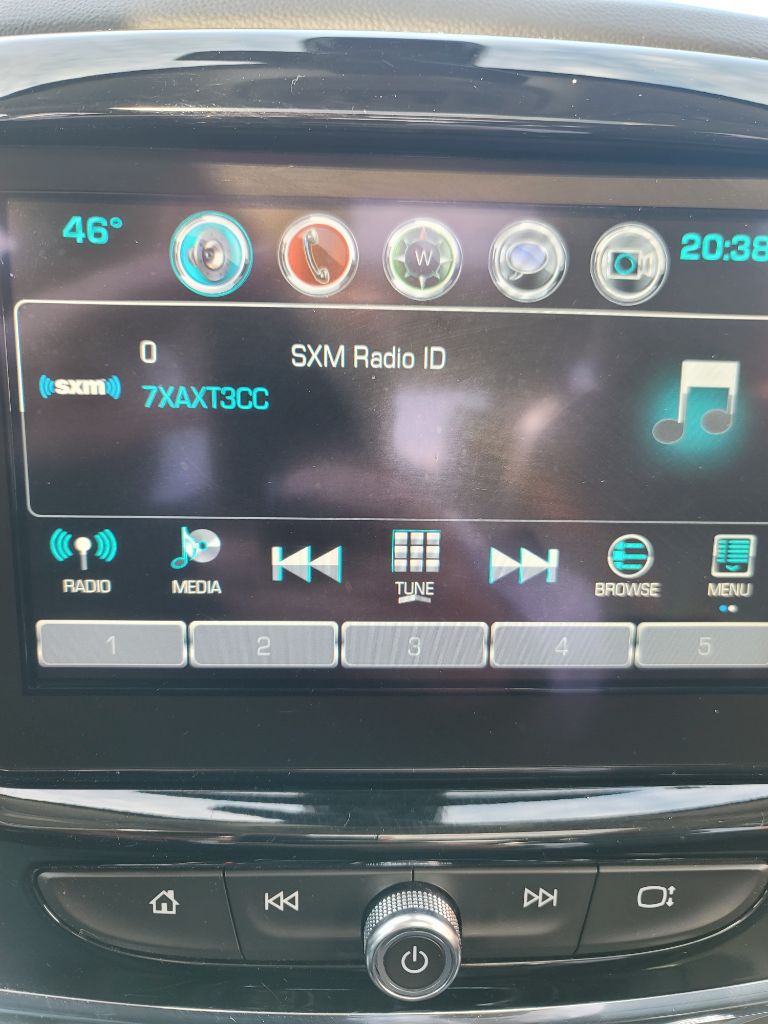 46°
W
20:38
0 SXM Radio ID
sxm
7XAXT3CC
RADIO MEDIA TUNE BROWSE MENU
1 2 3 4 5